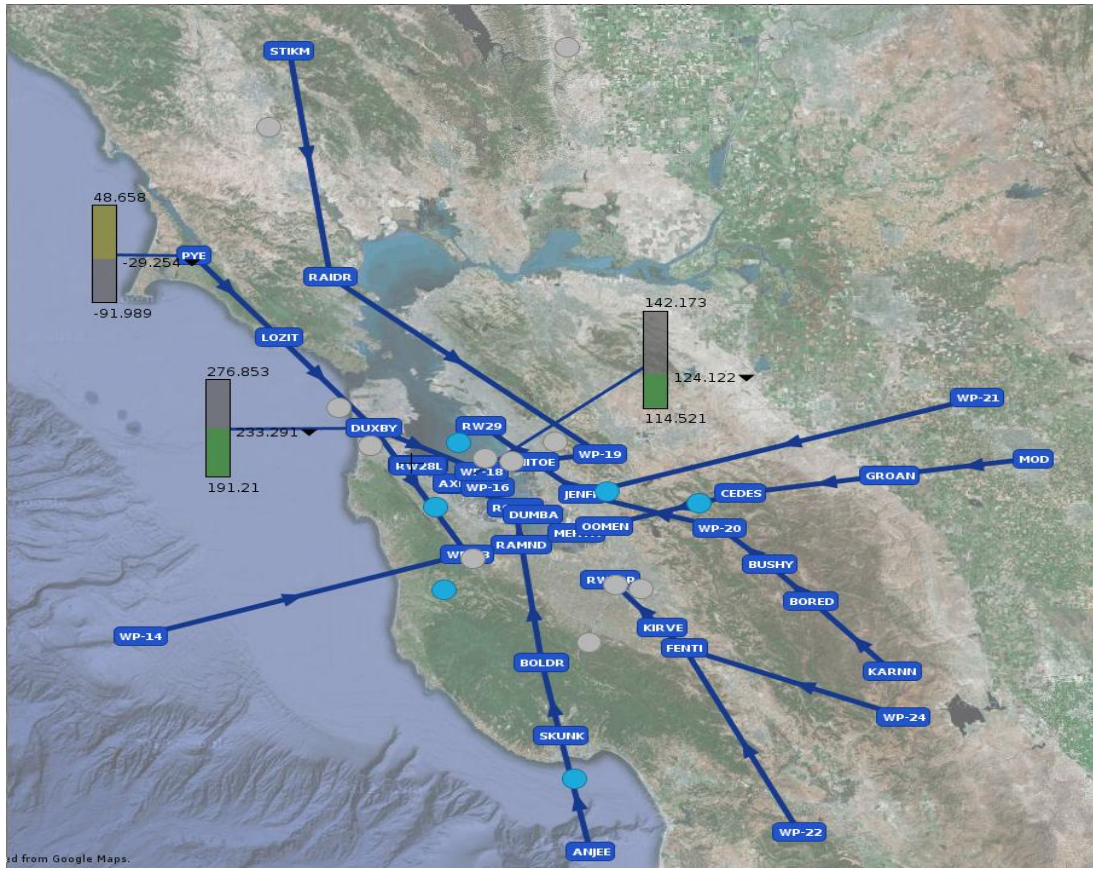 STIKM
48.658
PYE
-29.254
RAIDR
-91.989
142.173
LOZIT
276.853
124.122
WP-21
114.521
DUXBY
RW29
233.291
WP-19
MOD
RW28L
WP-18
GROAN
191.21
WP-16
CEDES
DUMBA
OOMEN
WP-20
RAMND
BUSHY
BORED
KIRVE
WP-14
FENTI
BOLDR
KARNN
WP-24
SKUNK
WP-22
ANJEE
ed from Google Maps.